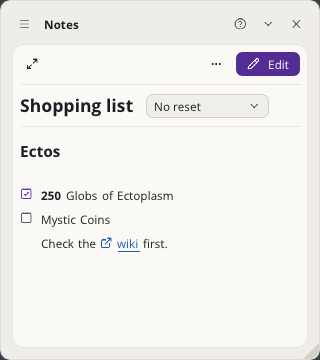 Notes
Edit
Shopping list
No reset
Ectos
250 Globs of Ectoplasm
Mystic Coins
Check the wiki first.